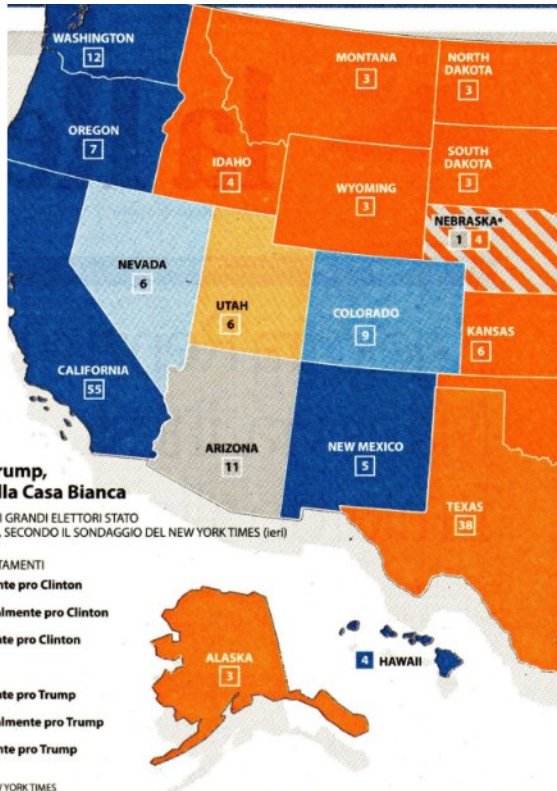 WASHINGTON
12
MONTANA
3
NORTH
DAKOTA
3
OREGON
7
IDAHO
4
SOUTH
DAKOTA
3
WYOMING
3
NEBRASKA*
1 4
NEVADA
6
UTAH
6
COLORADO
9
KANSAS
6
CALIFORNIA
55
ARIZONA
11
NEW MEXICO
5
TEXAS
38
rump,
lla Casa Bianca
I GRANDI ELETTORI STATO
, SECONDO IL SONDAGGIO DEL NEW YORK TIMES (ieri)
TAMENTI
nte pro Clinton
lmente pro Clinton
nte pro Clinton
nte pro Trump
lmente pro Trump
nte pro Trump
ALASKA
3
4 HAWAII
W YORK TIMES